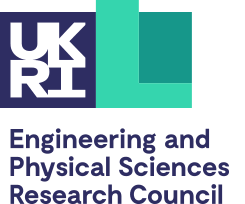 UK
RI
Engineering and
Physical Sciences
Research Council